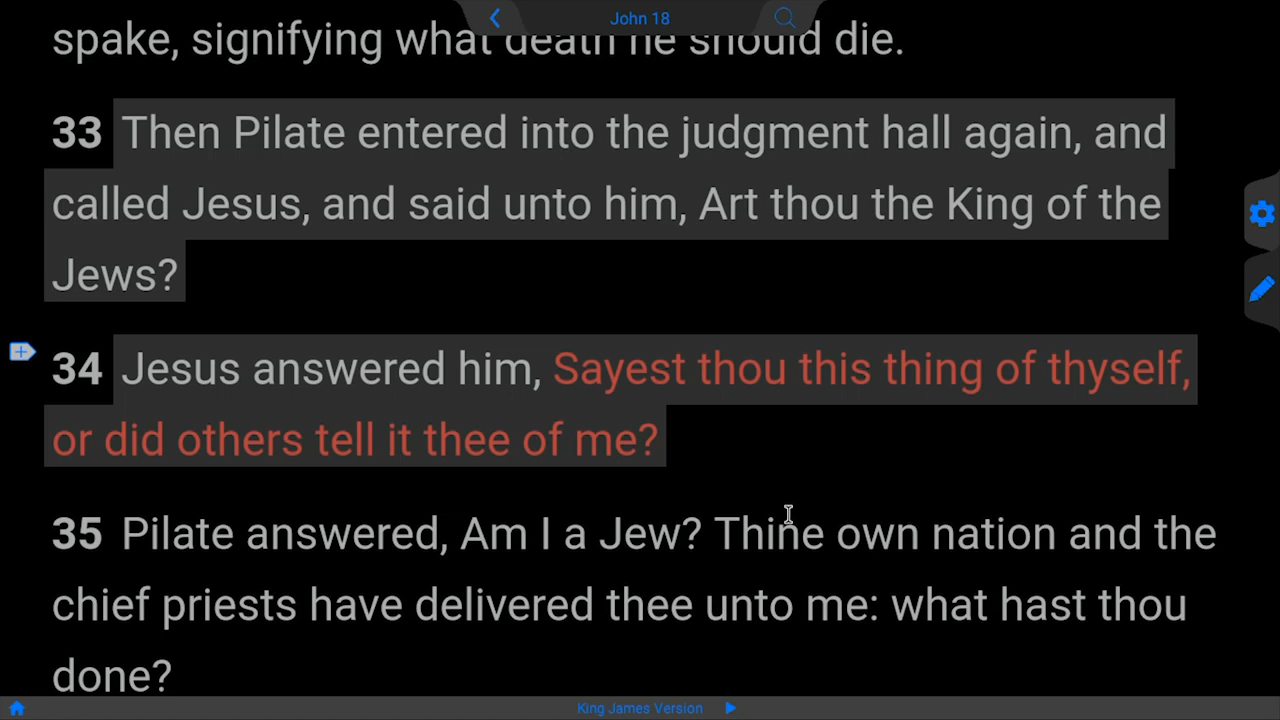 John 18
spake, signifying what death he should die.
33 Then Pilate entered into the judgment hall again, and
called Jesus, and said unto him, Art thou the King of the
Jews?
34 Jesus answered him, Sayest thou this thing of thyself,
or did others tell it thee of me?
35 Pilate answered, Am I a Jew? Thine own nation and the
chief priests have delivered thee unto me: what hast thou
done?
King James Version